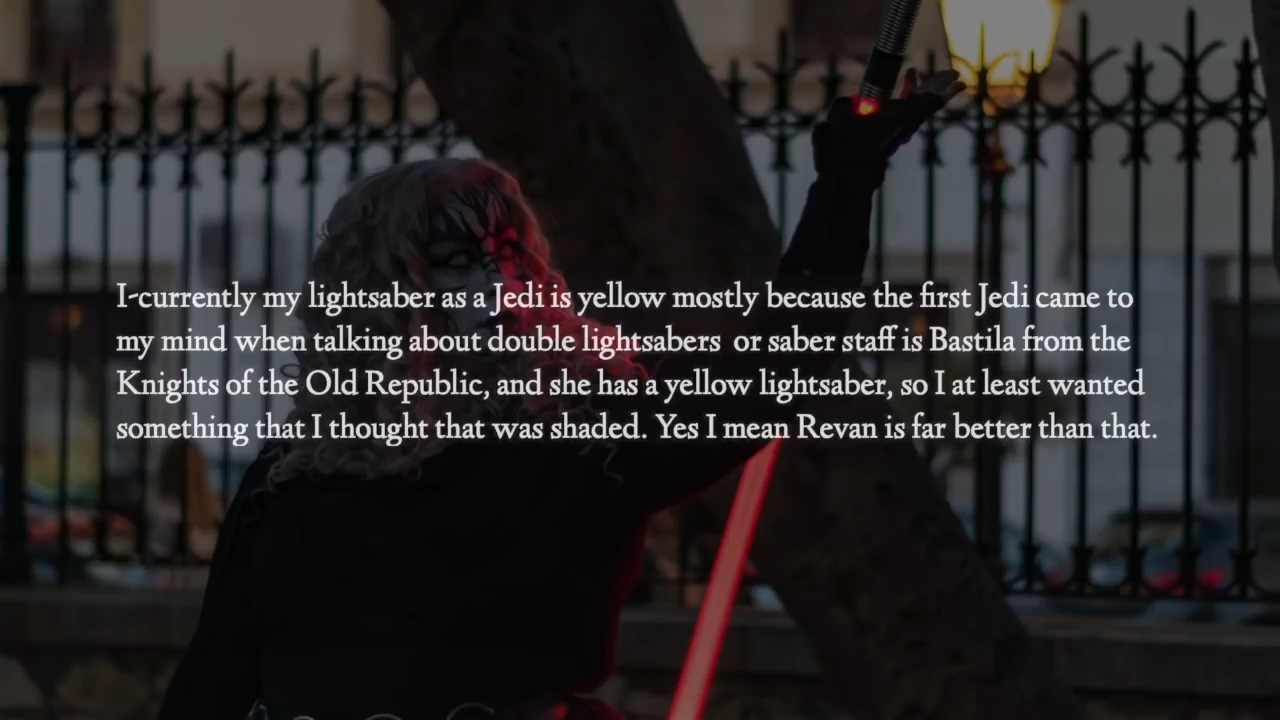 I-currently my lightsaber as a Jedi is yellow mostly because the first Jedi came to
my mind when talking about double lightsabers or saber staff is Bastila from the
Knights of the Old Republic, and she has a yellow lightsaber, so I at least wanted
something that I thought that was shaded. Yes I mean Revan is far better than that.